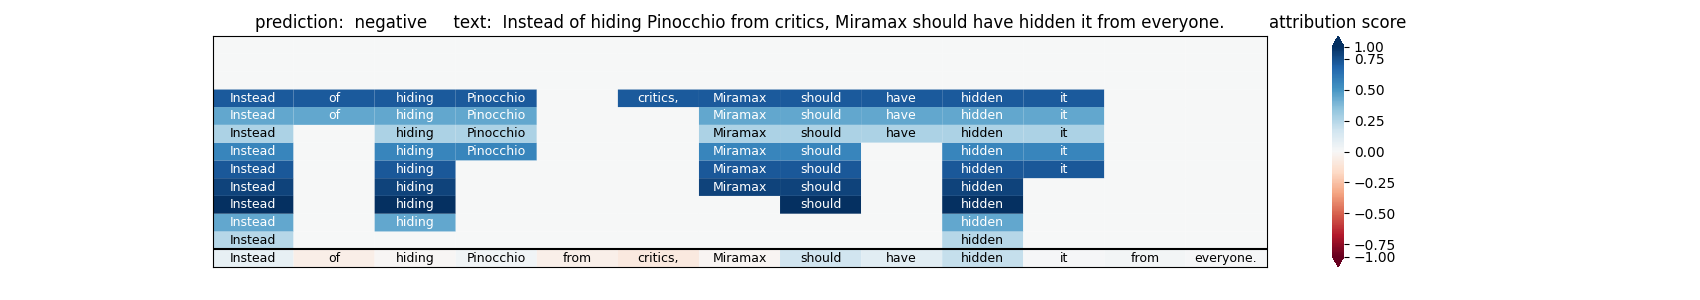 prediction:  negative     text:  Instead of hiding Pinocchio from critics, Miramax should have hidden it from everyone.     attribution score
Instead of hiding Pinocchio critics, Miramax should have hidden it
Instead of hiding Pinocchio Miramax should have hidden it
Instead hiding Pinocchio Miramax should have hidden it
Instead hiding Pinocchio Miramax should hidden it
Instead hiding Miramax should hidden it
Instead hiding Miramax should hidden
Instead hiding should hidden
Instead hiding hidden
Instead hidden
Instead of hiding Pinocchio from critics, Miramax should have hidden it from everyone.
1.00
0.75
0.50
0.25
0.00
−0.25
−0.50
−0.75
−1.00